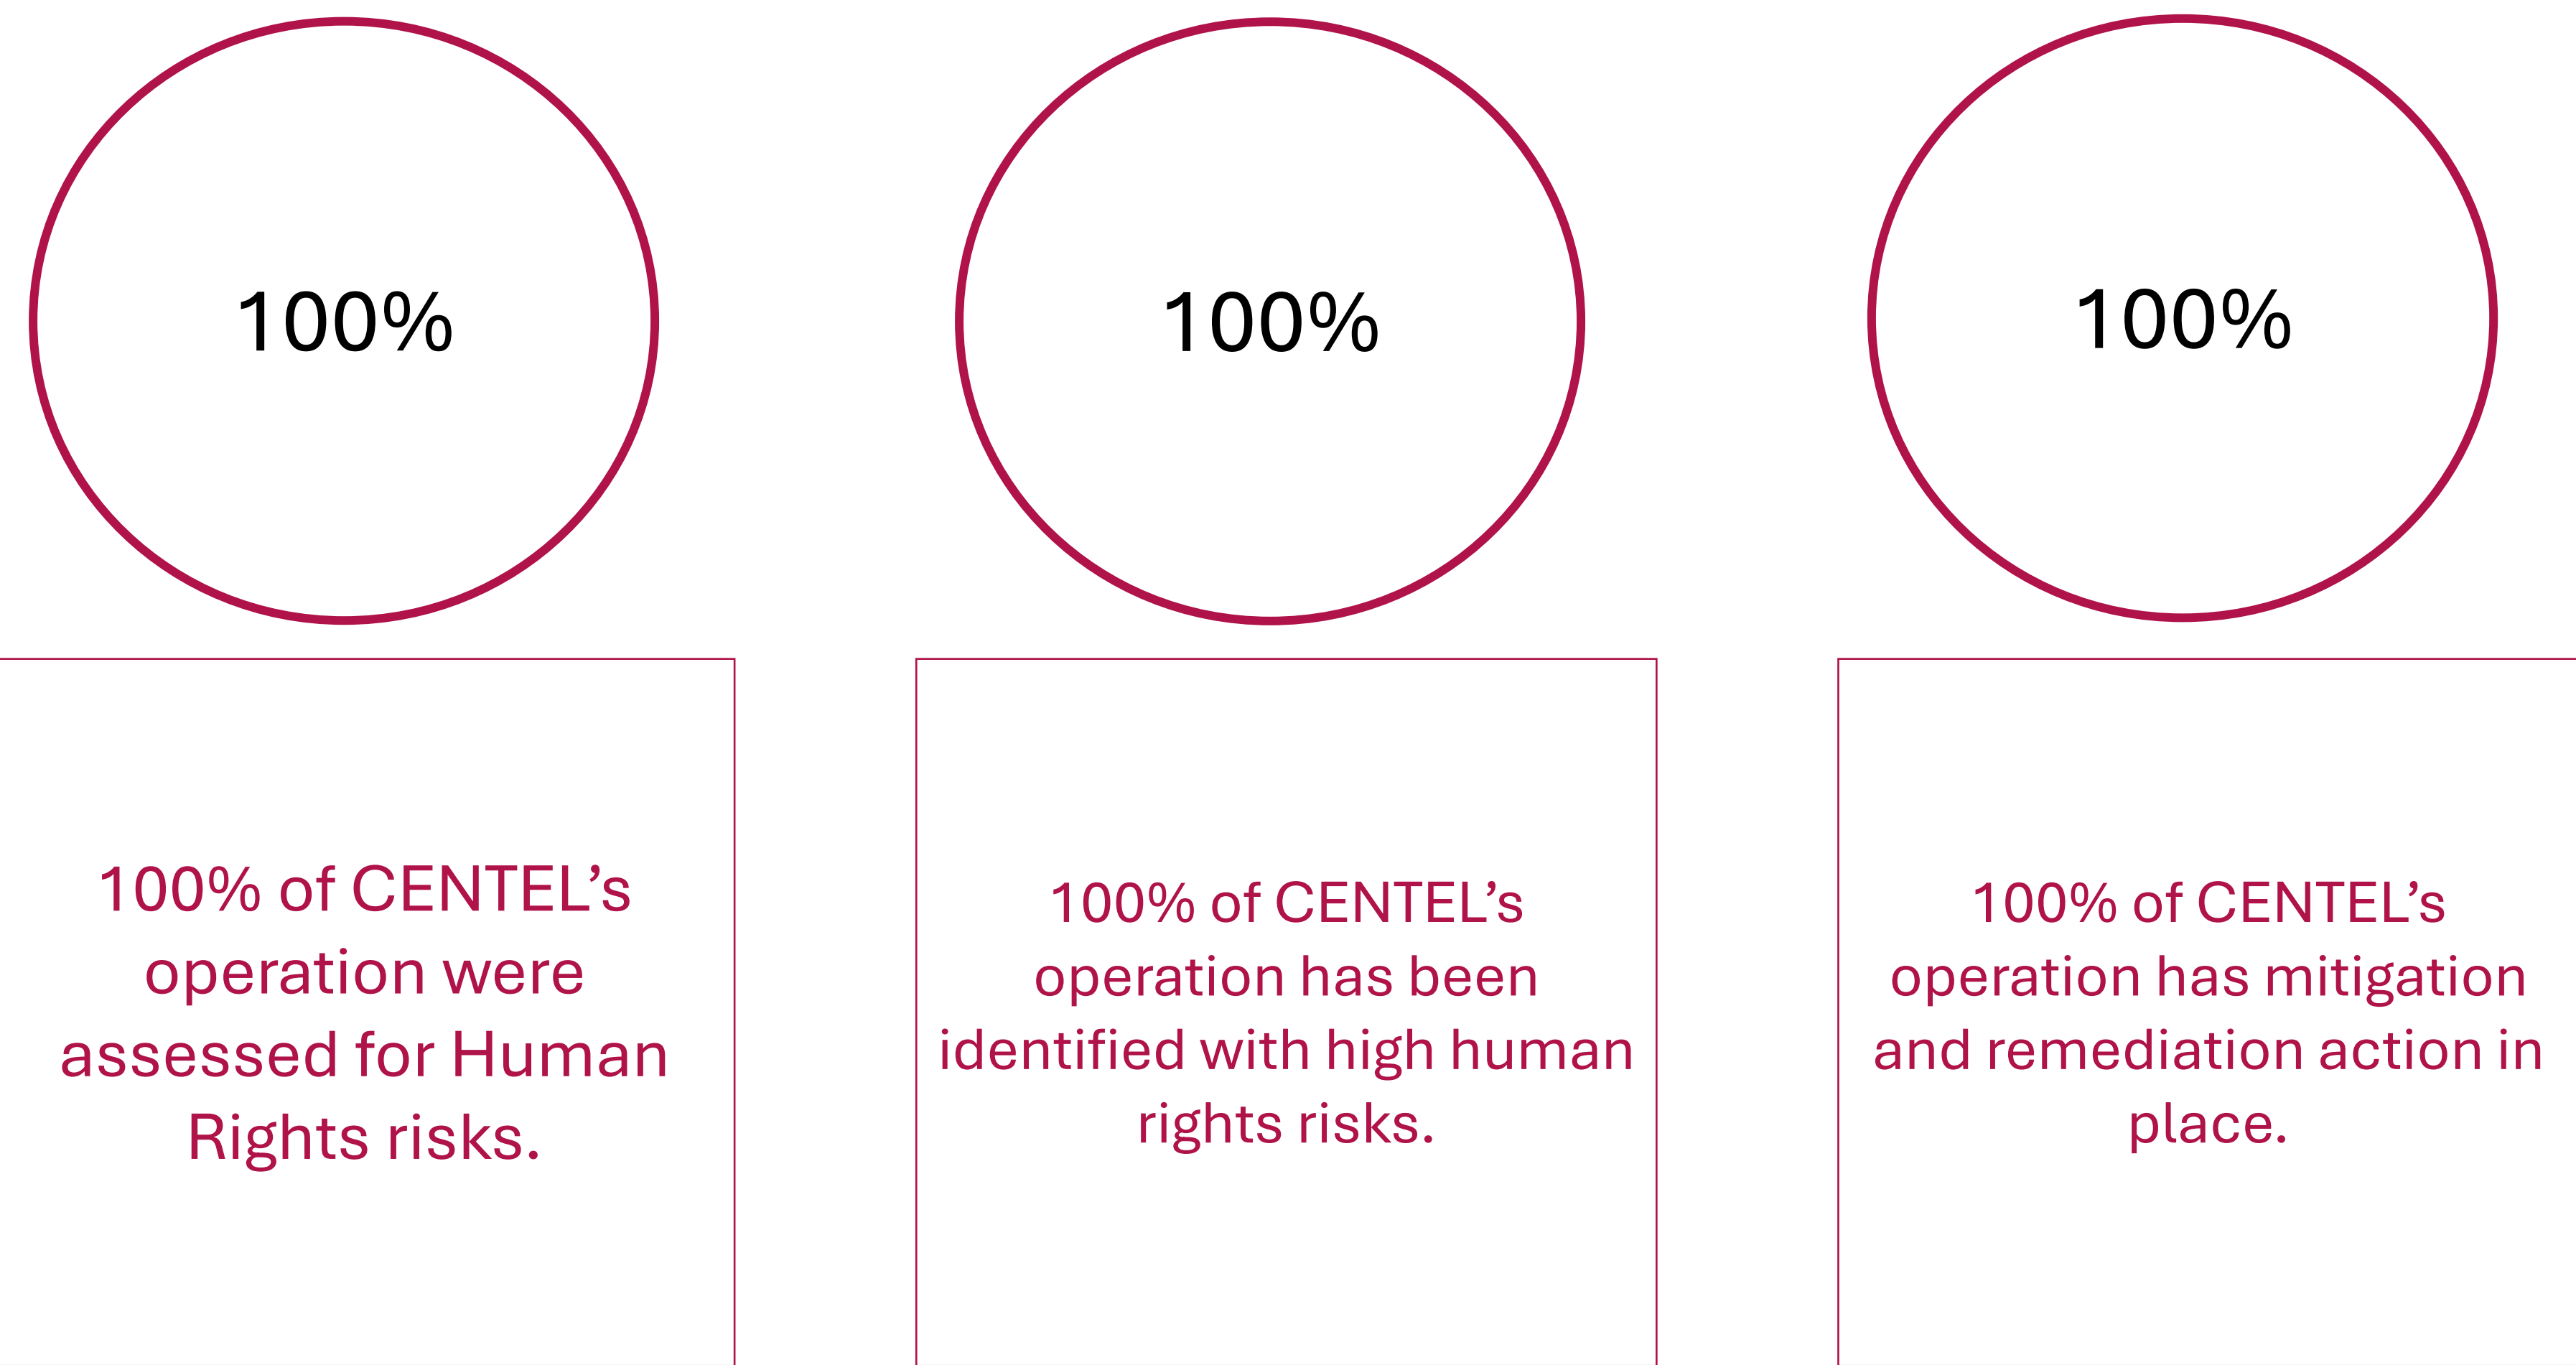 100%
100%
100%
100% of CENTEL’s
operation were
assessed for Human
Rights risks.
100% of CENTEL’s
operation has been
identified with high human
rights risks.
100% of CENTEL’s
operation has mitigation
and remediation action in
place.